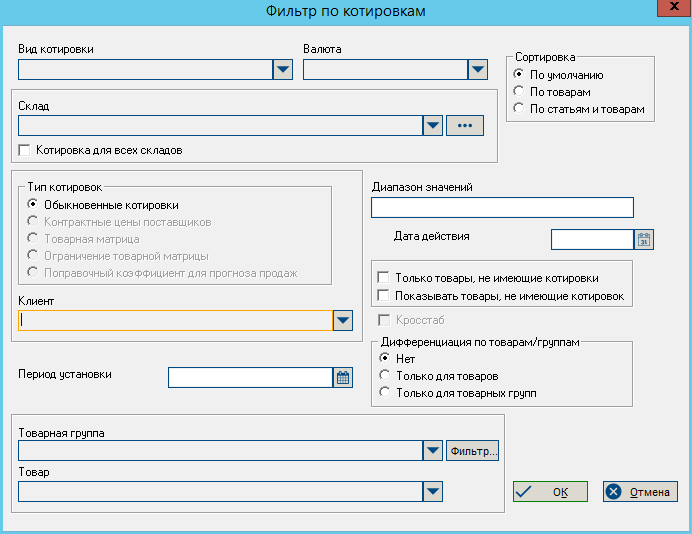 Фильтр по котировкам
x
Вид котировки
Валюта
Сортировка
По умолчанию
По товарам
По статьям и товарам
Склад
...
Котировка для всех складов
Тип котировок
Обыкновенные котировки
Контрактные цены поставщиков
Товарная матрица
Ограничение товарной матрицы
Поправочный коэффициент для прогноза продаж
Клиент
Диапазон значений
Дата действия
31
Только товары, не имеющие котировки
Показывать товары, не имеющие котировок
Кросстаб
Дифференциация по товарам/группам
Нет
Только для товаров
Только для товарных групп
Период установки
Товарная группа
Фильтр...
Товар
ОК
Отмена